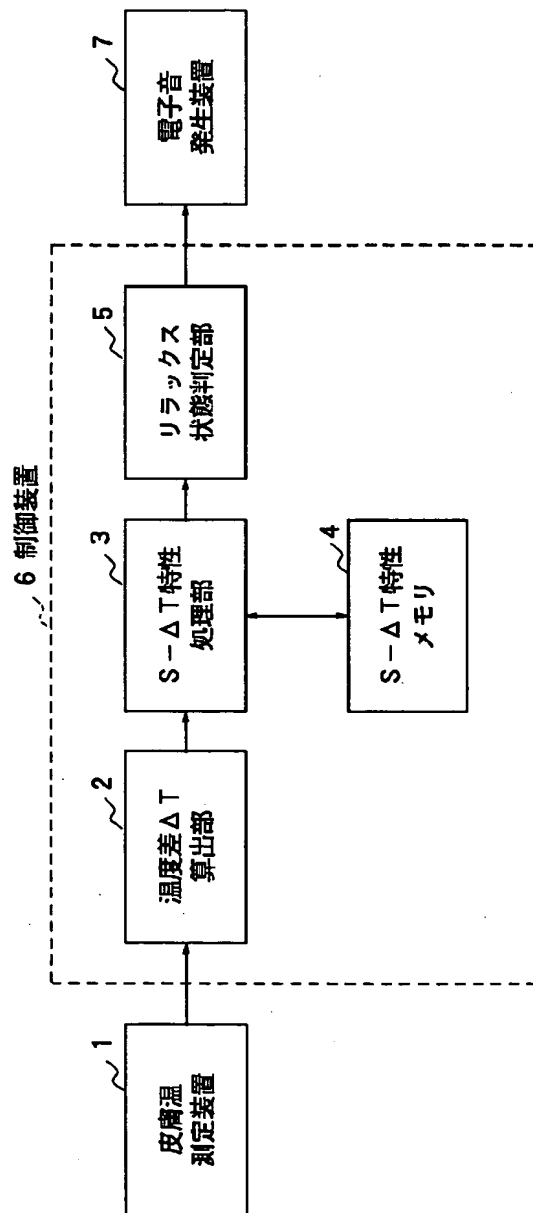 6 制御装置
1
皮膚温
測定装置
2
温度差ΔT
算出部
3
S-ΔT特性
処理部
4
S-ΔT特性
メモリ
5
リラックス
状態判定部
7
電子音
発生装置